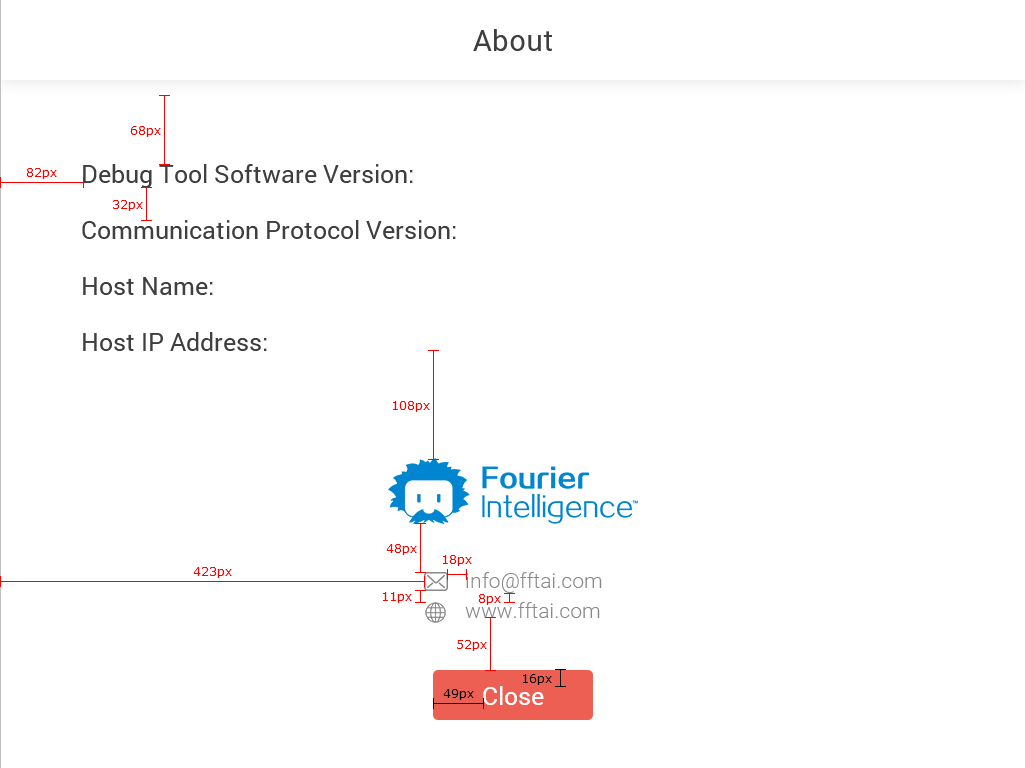 About
68px
82px
Debug Tool Software Version:
32px
Communication Protocol Version:
Host Name:
Host IP Address:
108px
Fourier
Intelligence™
48px
18px
423px
info@fftai.com
11px
8px
www.fftai.com
52px
16px
49px
Close